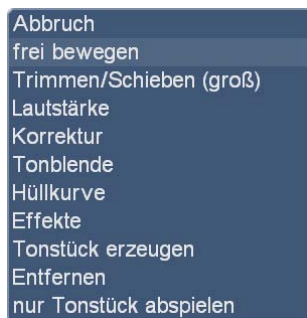 Abbruch
frei bewegen
Trimmen/Schieben (groß)
Lautstärke
Korrektur
Tonblende
Hüllkurve
Effekte
Tonstück erzeugen
Entfernen
nur Tonstück abspielen